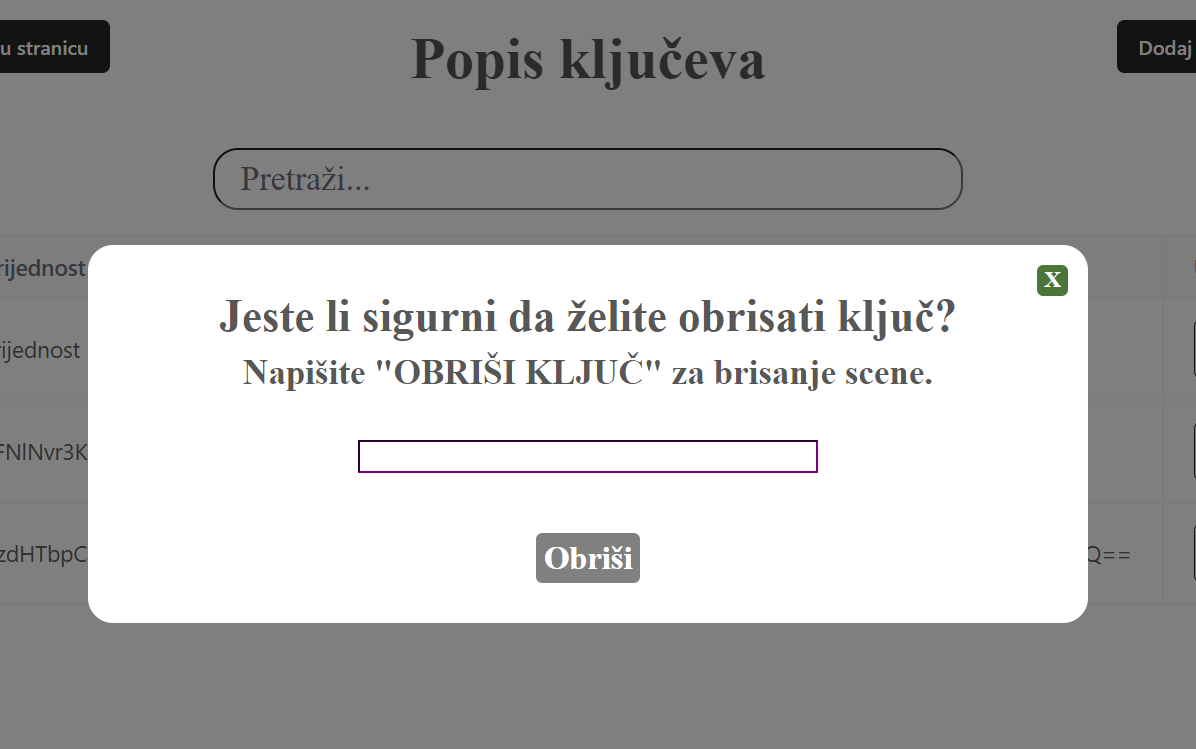 u stranicu
Popis ključeva
Dodaj
Pretraži...
rijednost
X
Jeste li sigurni da želite obrisati ključ?
rijednost
Napišite "OBRIŠI KLJUČ" za brisanje scene.
FNlNvr3K
zdHTbpC
Q==
Obriši